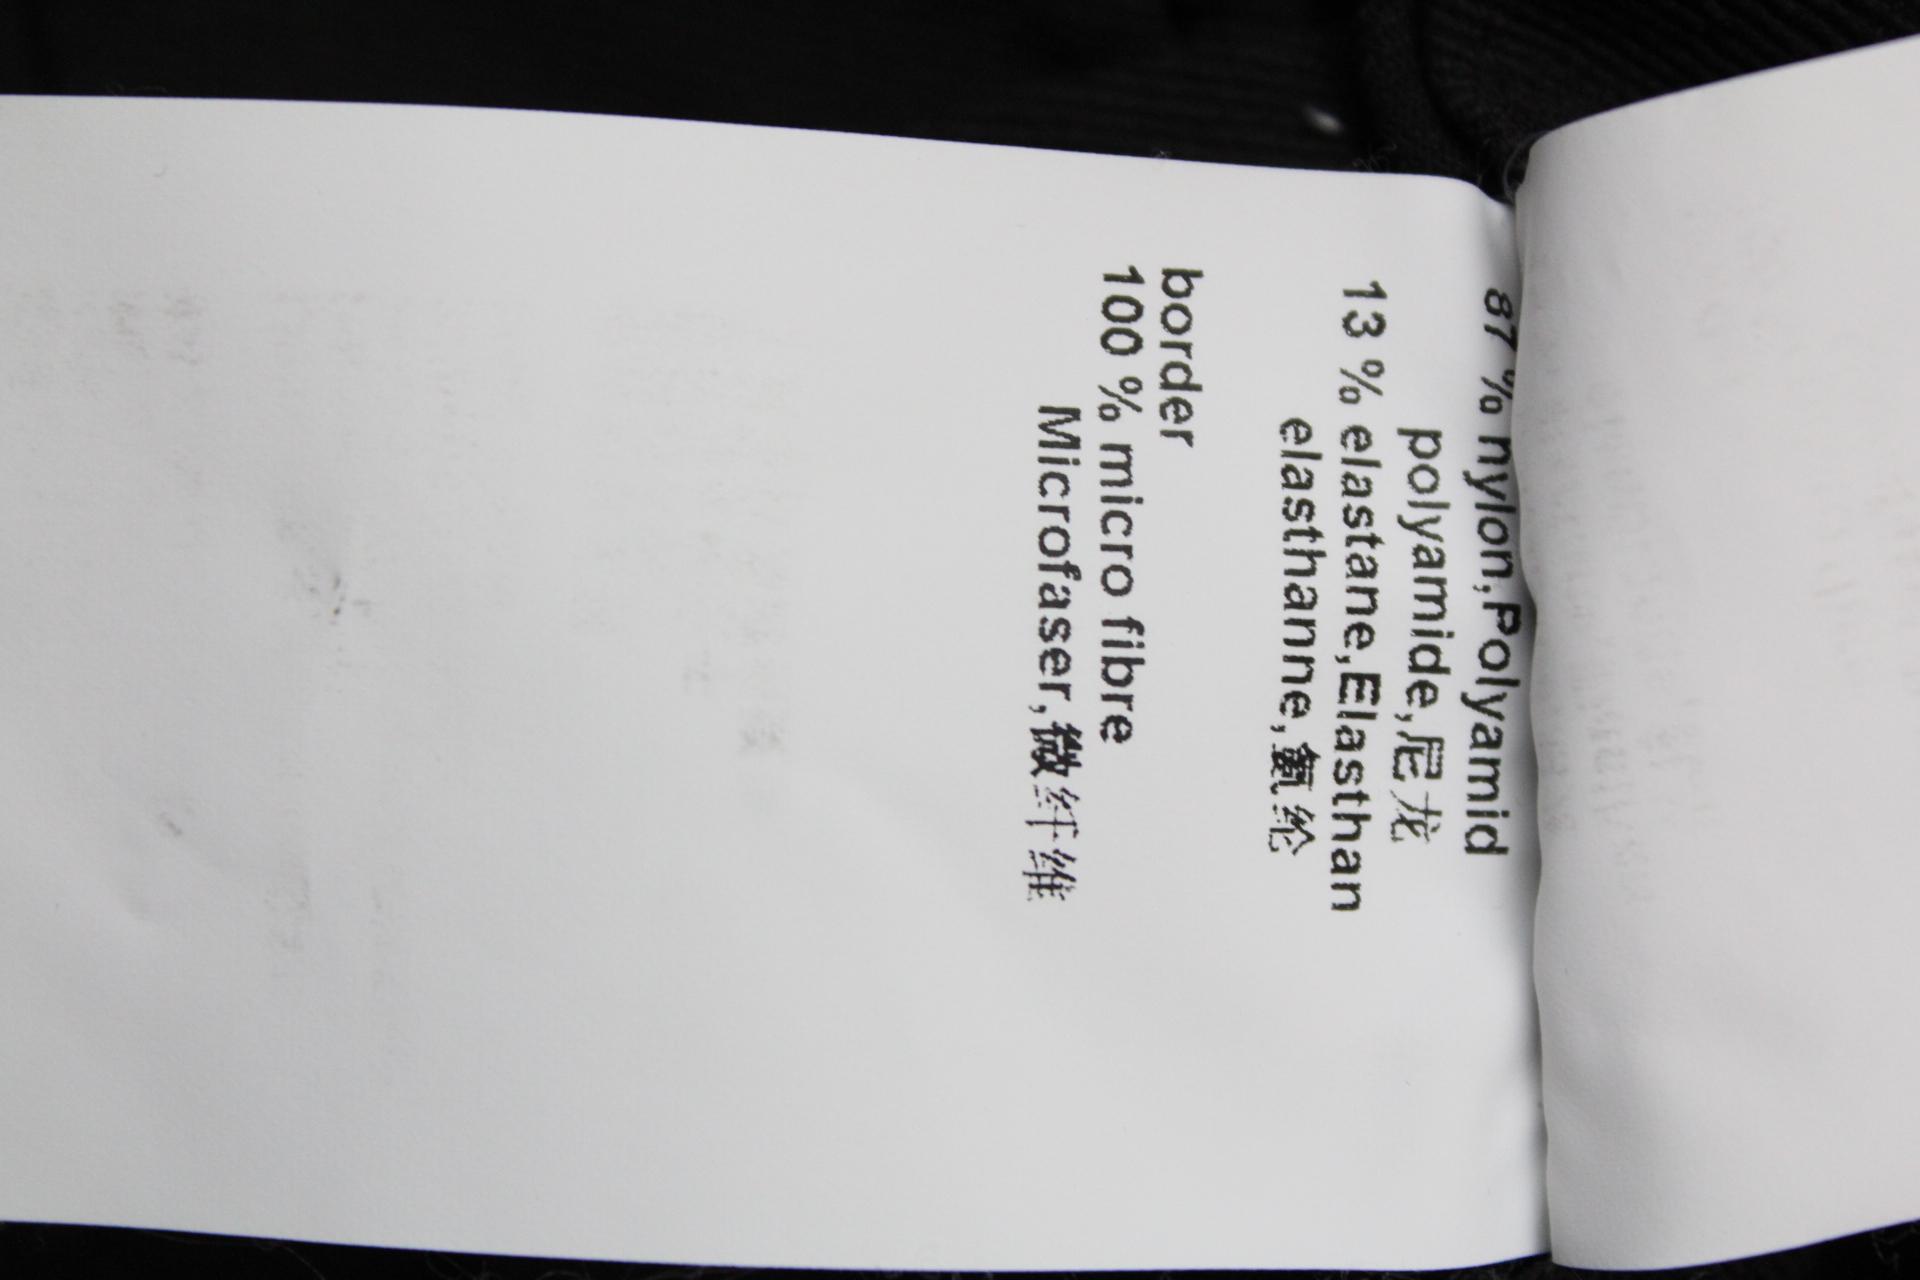 87 % nylon,Polyamid
polyamide,尼龙
13 % elastane,Elasthan
elasthanne,氨纶
border
100 % micro fibre
Microfaser,微纤维